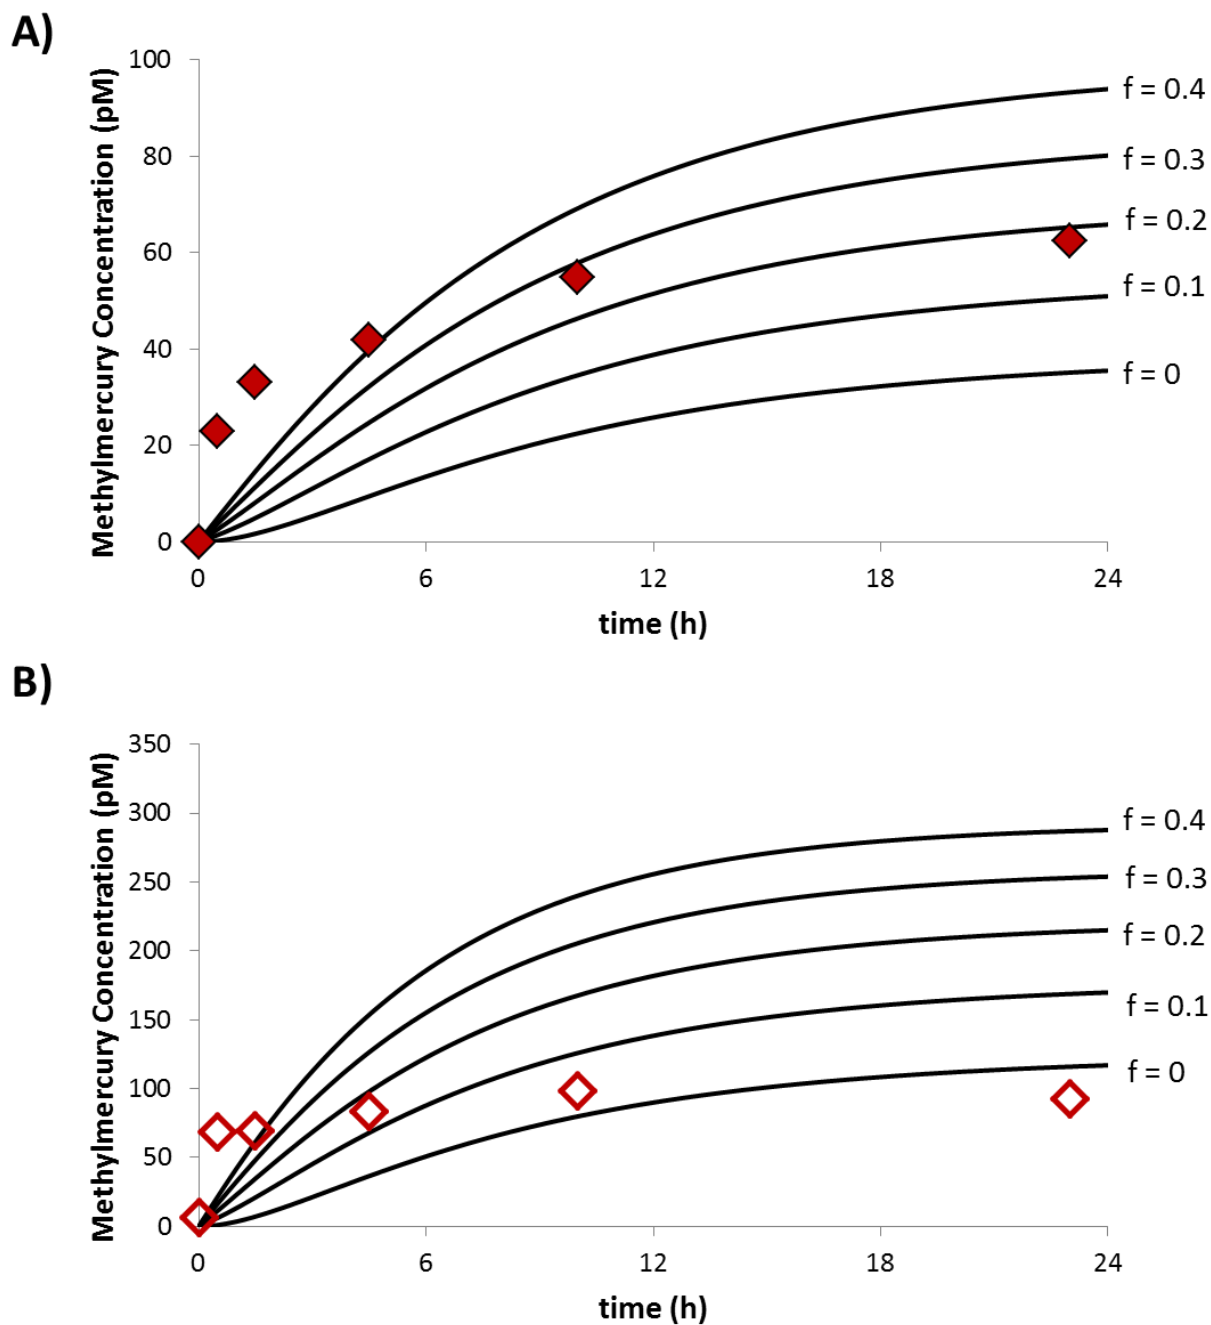 A)
Methylmercury Concentration (pM)
100
80
60
40
20
0
f = 0.4
f = 0.3
f = 0.2
f = 0.1
f = 0
0 6 12 18 24
time (h)
B)
Methylmercury Concentration (pM)
350
300
250
200
150
100
50
0
f = 0.4
f = 0.3
f = 0.2
f = 0.1
f = 0
0 6 12 18 24
time (h)